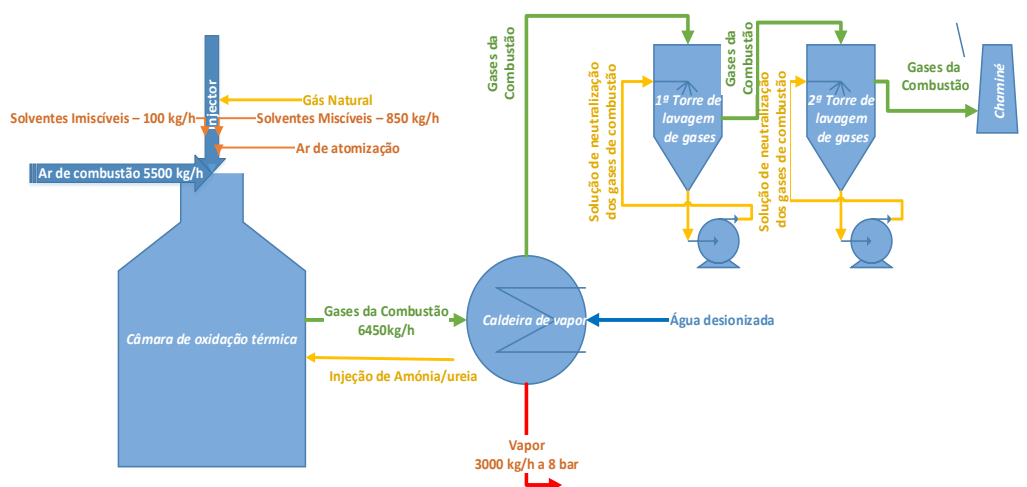 Gás Natural
Injector
Solventes Imiscíveis – 100 kg/h
Solventes Miscíveis – 850 kg/h
Ar de atomização
Ar de combustão 5500 kg/h
Câmara de oxidação térmica
Gases da Combustão
6450kg/h
Injeção de Amónia/ureia
Caldeira de vapor
Água desionizada
Vapor
3000 kg/h a 8 bar
Gases da
Combustão
Solução de neutralização
dos gases de combustão
1ª Torre de
lavagem
de gases
Gases da
Combustão
Solução de neutralização
dos gases de combustão
2ª Torre de
lavagem
de gases
Gases da
Combustão
Chaminé